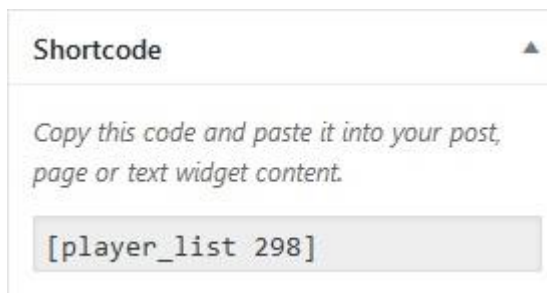 Shortcode
Copy this code and paste it into your post,
page or text widget content.
[player_list 298]